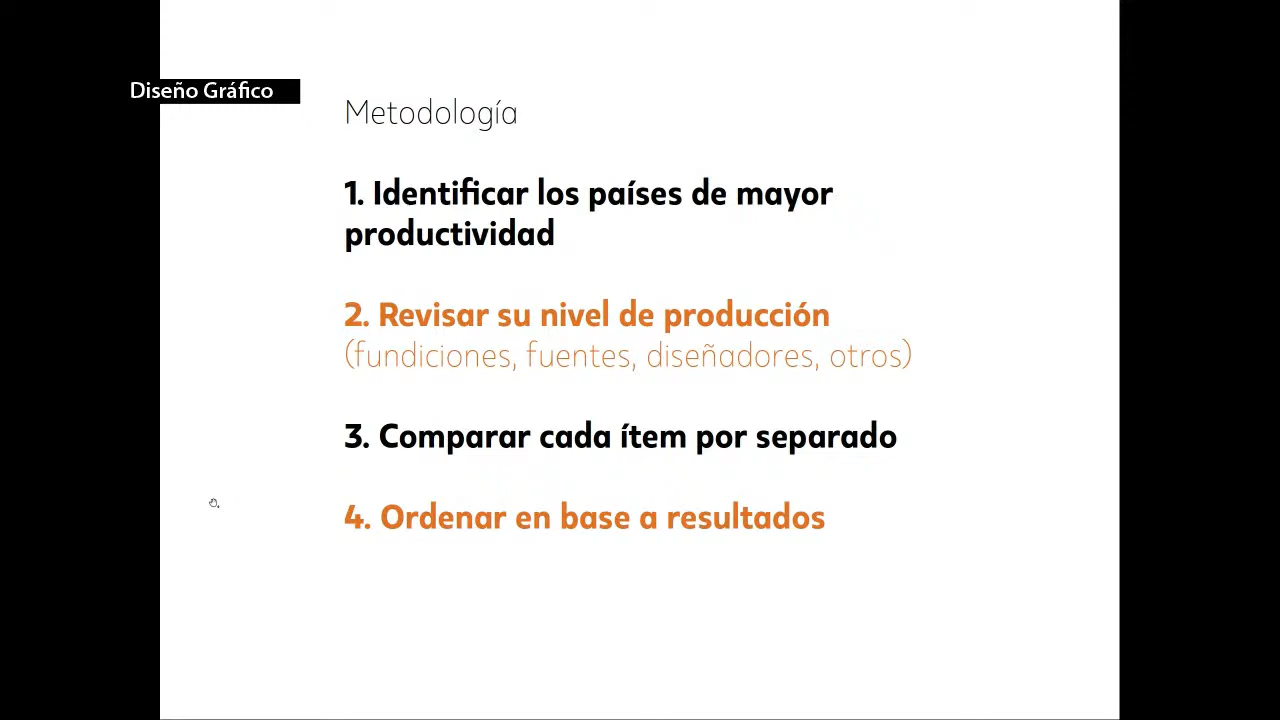 Diseño Gráfico
Metodología
1. Identificar los países de mayor
productividad
2. Revisar su nivel de producción
(fundiciones, fuentes, diseñadores, otros)
3. Comparar cada ítem por separado
4. Ordenar en base a resultados